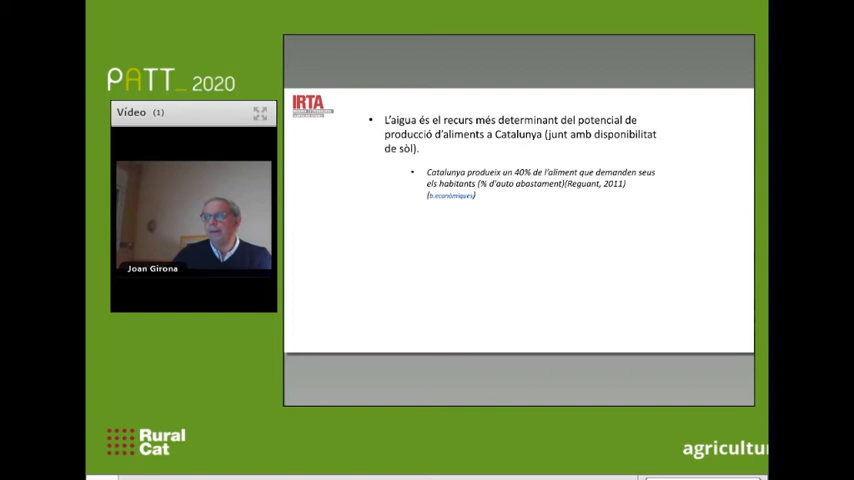 PATT_2020
Vídeo (1)
Joan Girona
IRTA
• L'aigua és el recurs més determinant del potencial de
producció d'aliments a Catalunya (junt amb disponibilitat
de sòl).
• Catalunya produeix un 40% de l'aliment que demanden seus
els habitants (% d'auto abastament)(Reguant, 2011)
(b.econòmiques)
Rural
Cat
agricultu